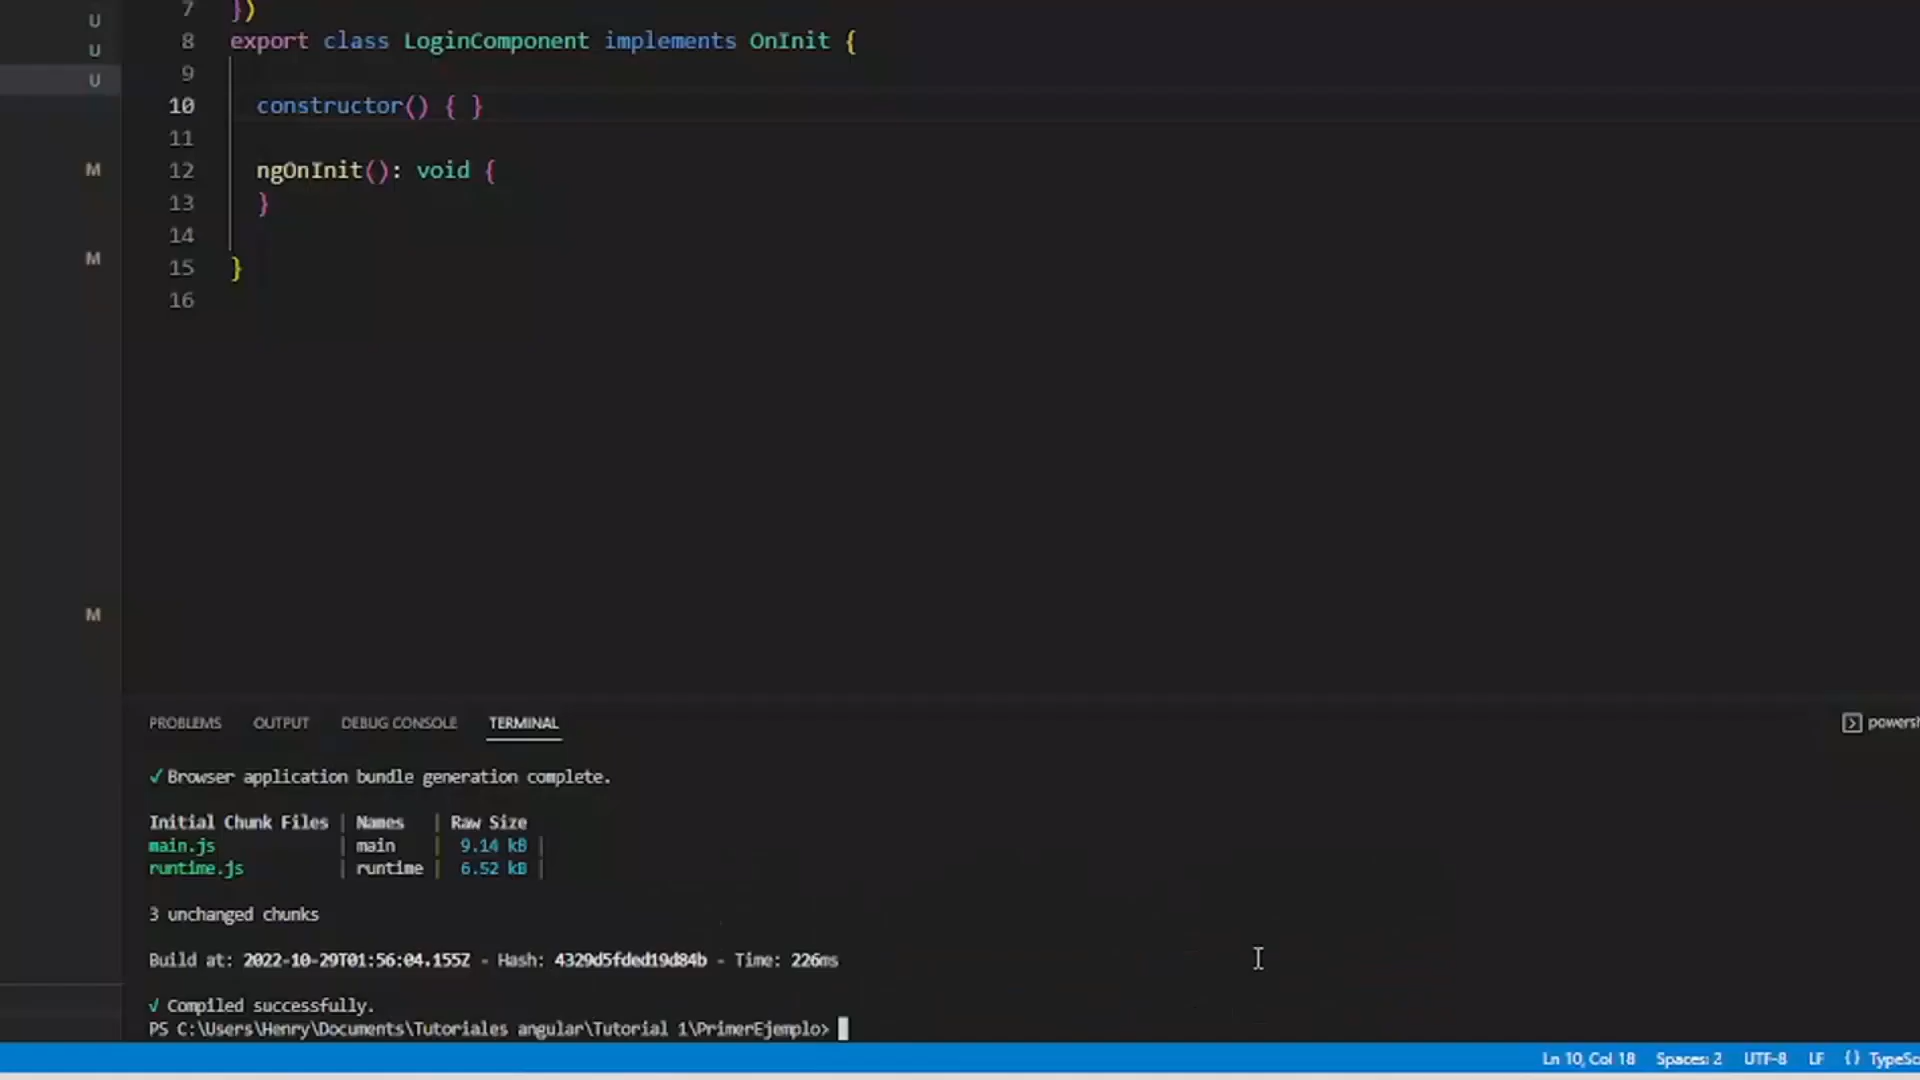 U
7 })
U
8 export class LoginComponent implements OnInit {
9
U
10 constructor() { }
11
M
12 ngOnInit(): void {
13 }
14
M
15 }
16
M
PROBLEMS OUTPUT DEBUG CONSOLE TERMINAL powersh
✓ Browser application bundle generation complete.
Initial Chunk Files | Names | Raw Size
main.js | main | 9.14 kB |
runtime.js | runtime | 6.52 kB |
3 unchanged chunks
Build at: 2022-10-29T01:56:04.155Z - Hash: 4329d5fded19d84b - Time: 226ms
√ Compiled successfully.
PS C:\Users\Henry\Documents\Tutoriales angular\Tutorial 1\PrimerEjemplo>
Ln 10, Col 18 Spaces: 2 UTF-8 LF {} TypeSc